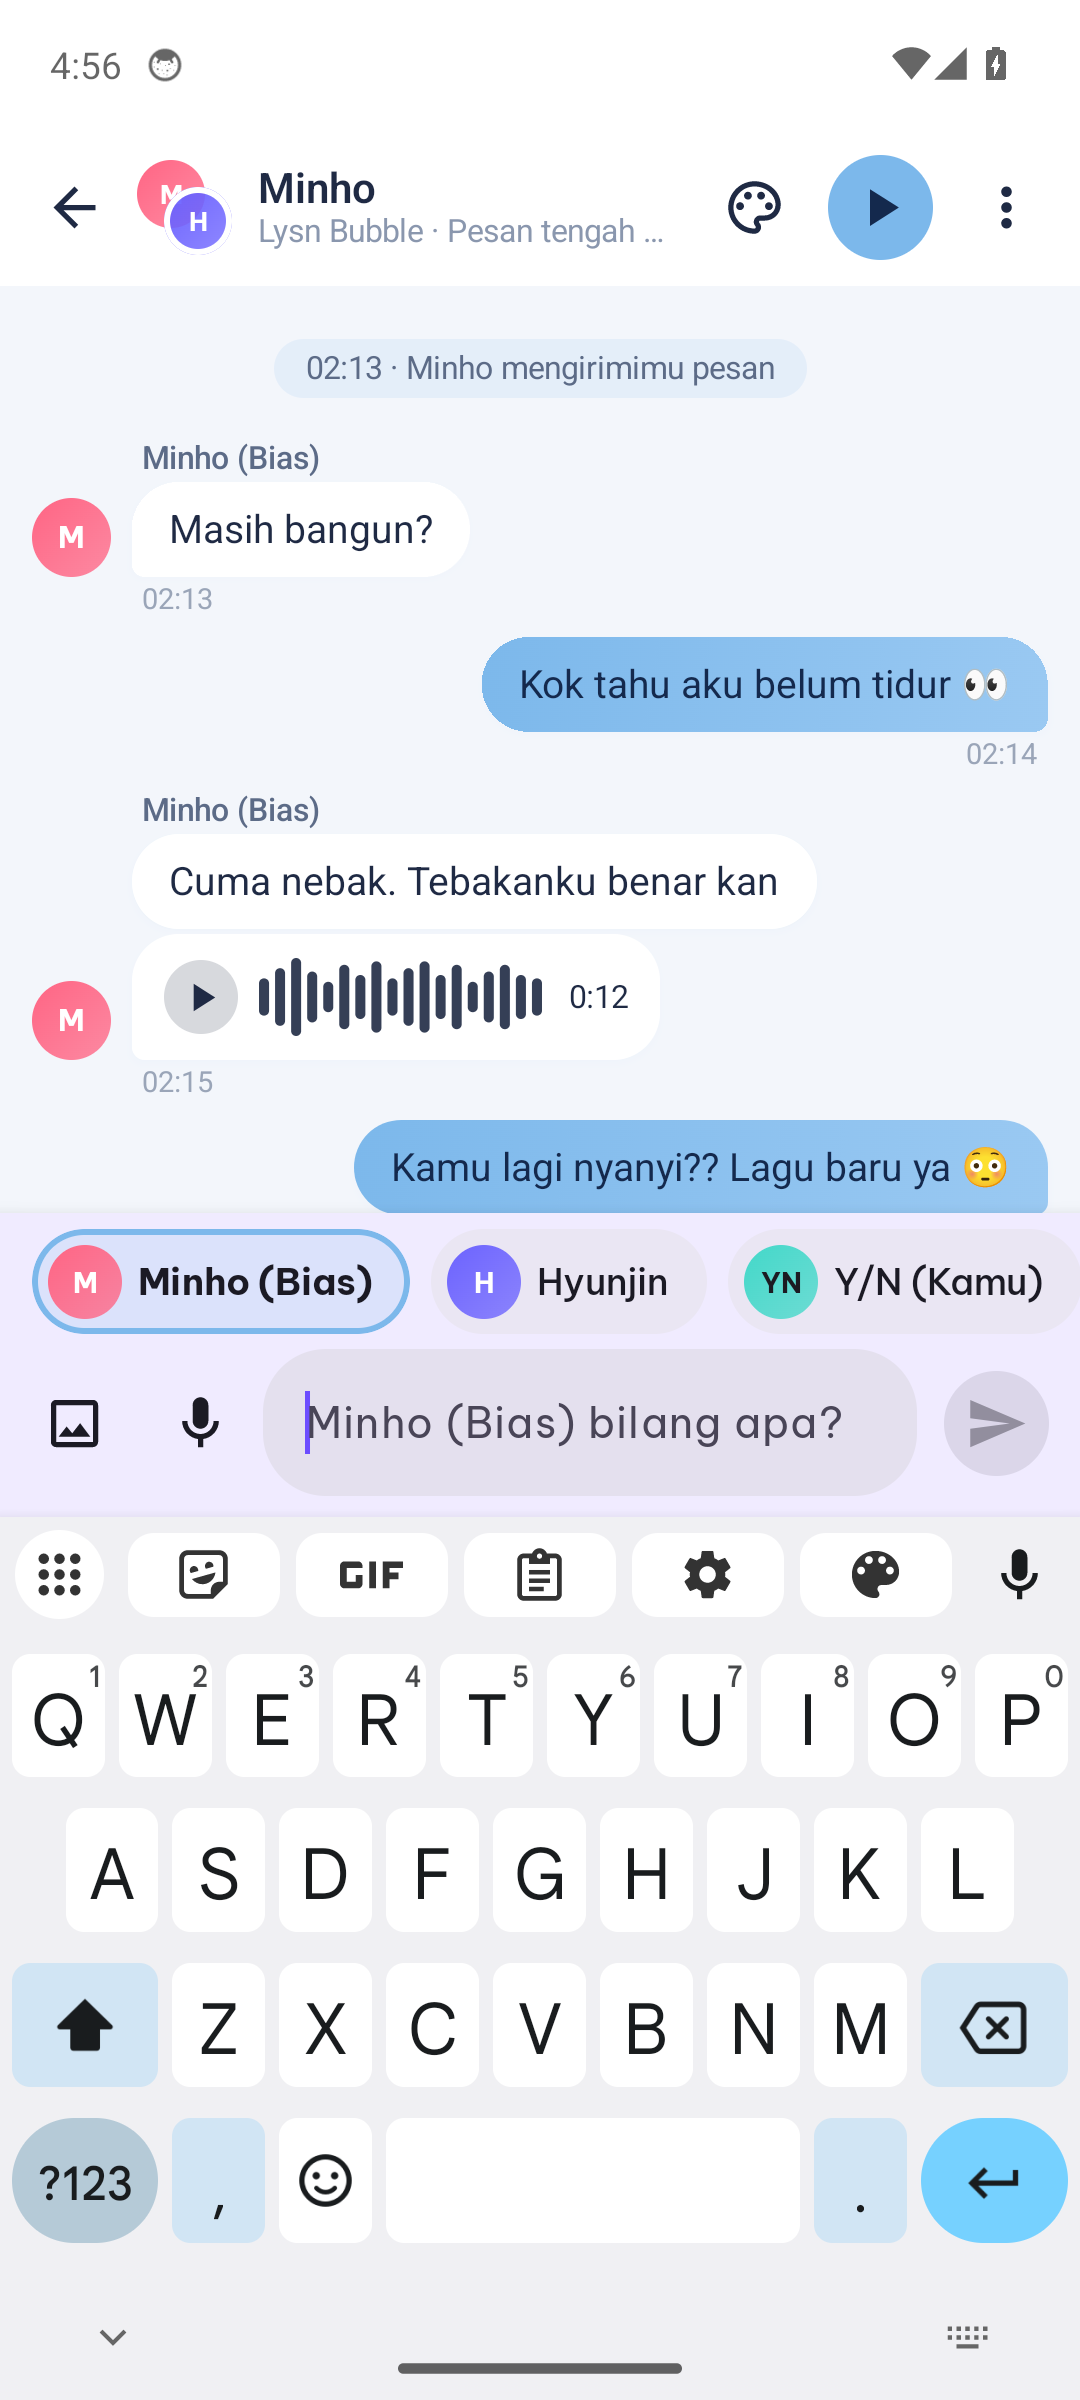 4:56
M
H
Minho
Lysn Bubble · Pesan tengah ...
02:13 · Minho mengirimimu pesan
Minho (Bias)
M
Masih bangun?
02:13
Kok tahu aku belum tidur 👀
02:14
Minho (Bias)
Cuma nebak. Tebakanku benar kan
M
0:12
02:15
Kamu lagi nyanyi?? Lagu baru ya 😳
M Minho (Bias) H Hyunjin YN Y/N (Kamu)
Minho (Bias) bilang apa?
GIF
1 2 3 4 5 6 7 8 9 0
Q W E R T Y U I O P
A S D F G H J K L
Z X C V B N M
?123 , .